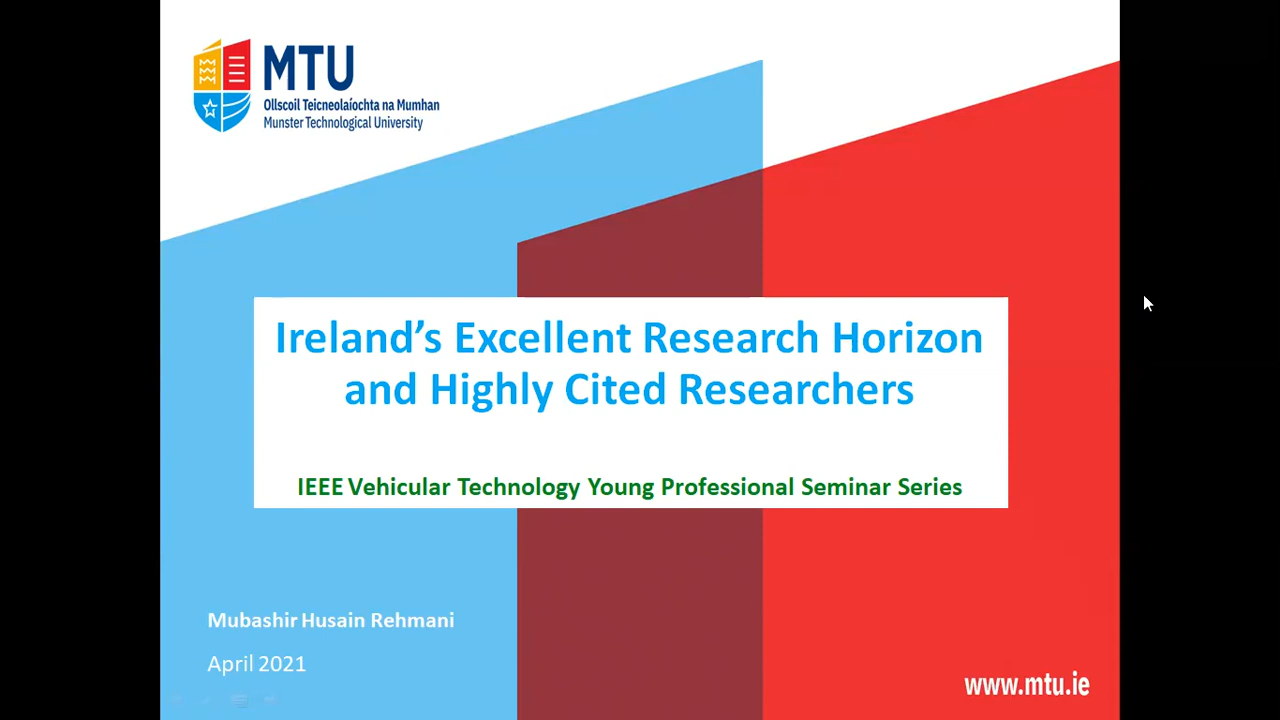 MTU
Ollscoil Teicneolaíochta na Mumhan
Munster Technological University
Ireland’s Excellent Research Horizon
and Highly Cited Researchers
IEEE Vehicular Technology Young Professional Seminar Series
Mubashir Husain Rehmani
April 2021
www.mtu.ie